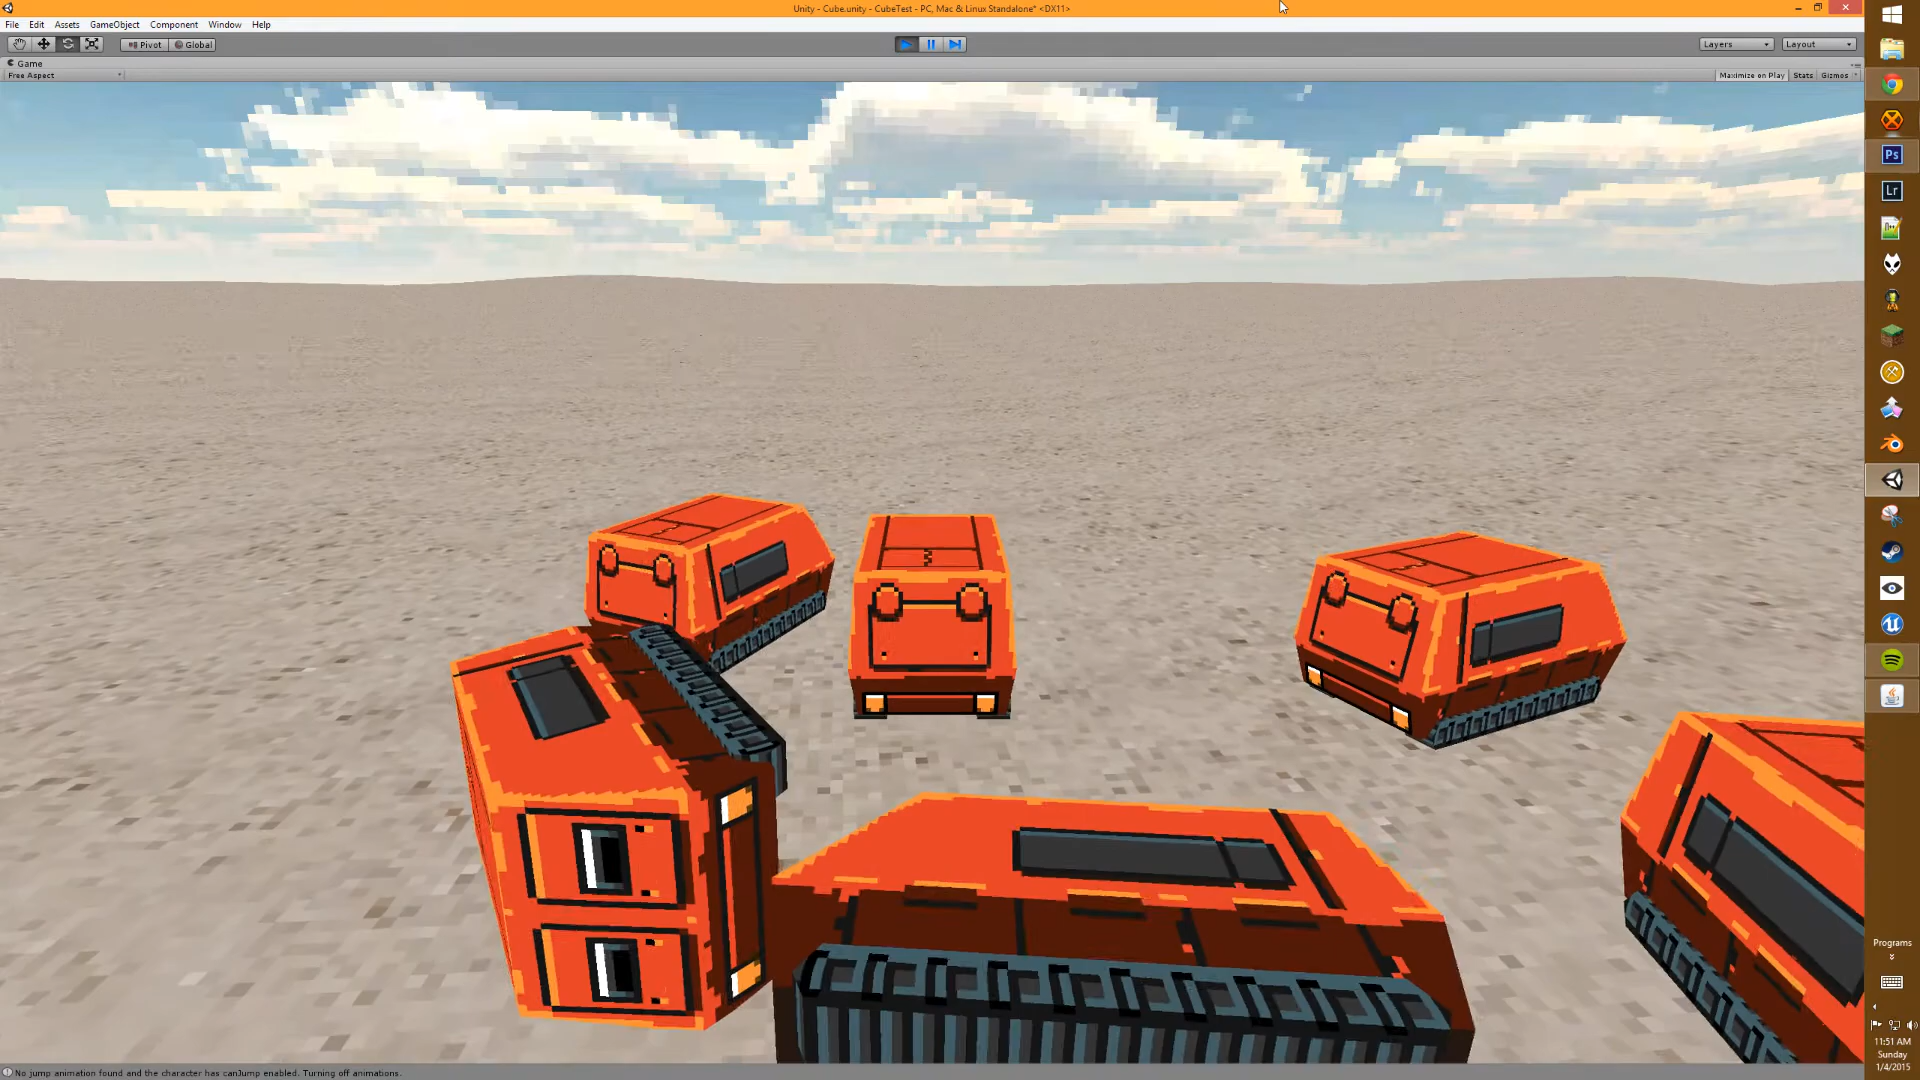 Unity - Cube.unity - CubeTest - PC, Mac & Linux Standalone* <DX11>
File Edit Assets GameObject Component Window Help
Pivot Global Layers Layout
Game
Free Aspect Maximize on Play Stats Gizmos
Ps
Lr
Programs
11:51 AM
Sunday
1/4/2015
No jump animation found and the character has canJump enabled. Turning off animations.